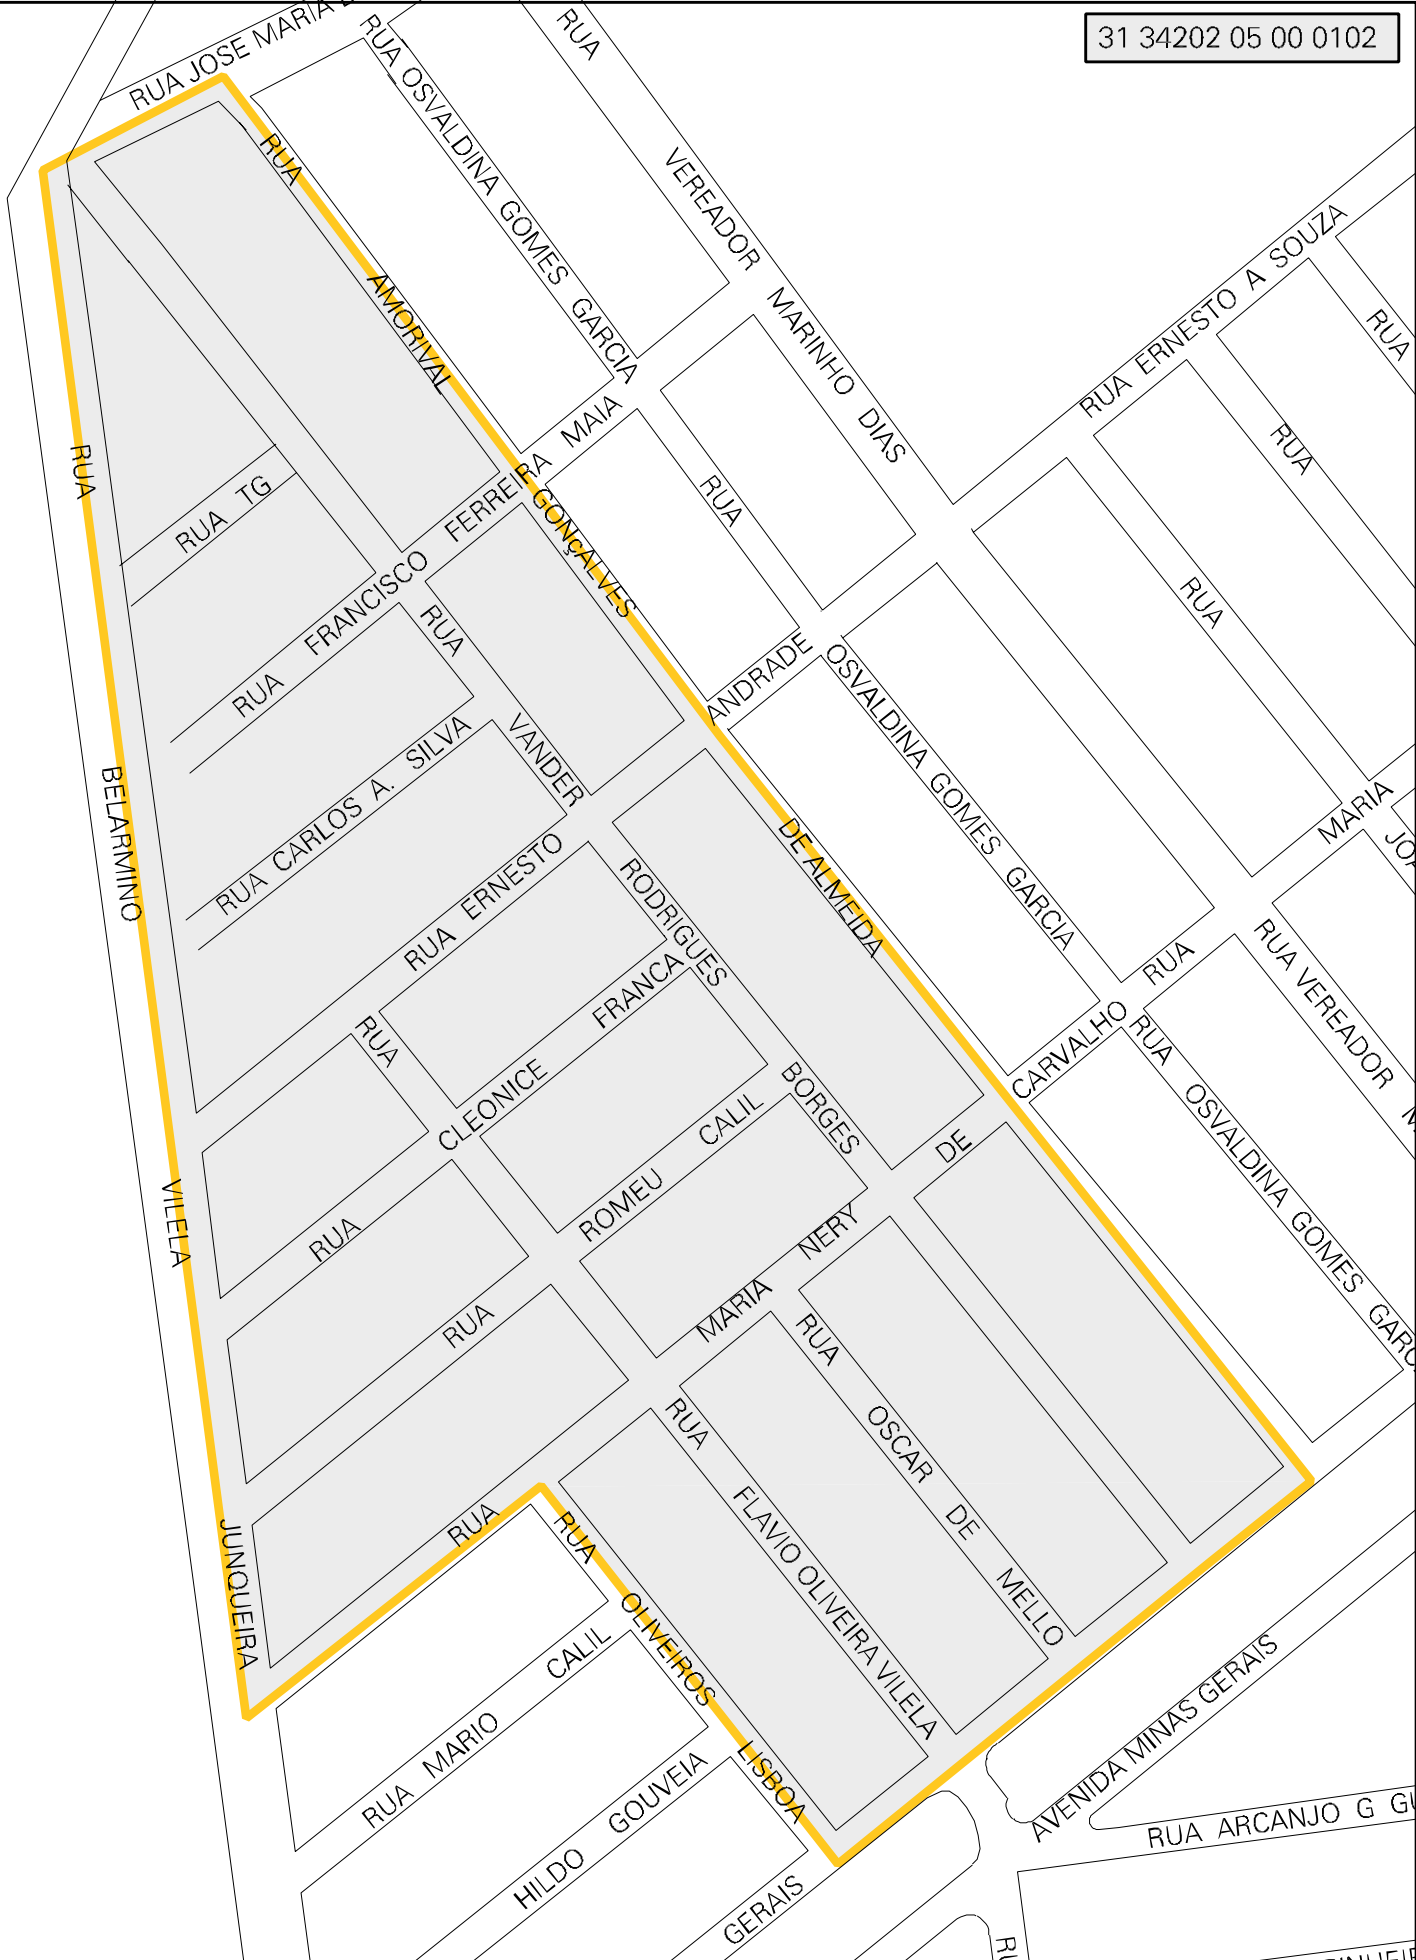 31 34202 05 00 0102
RUA JOSE MARIA
RUA OSVALDINA GOMES GARCIA
RUA
VEREADOR MARINHO DIAS
RUA AMORIVAL GONÇALVES DE ALMEIDA
RUA ERNESTO A SOUZA
RUA
RUA
RUA
RUA
RUA TG
RUA FRANCISCO FERREIRA MAIA
RUA BELARMINO VILELA JUNQUEIRA
RUA VANDER RODRIGUES BORGES
RUA CARLOS A. SILVA
RUA ERNESTO
ANDRADE
OSVALDINA GOMES GARCIA
MARIA
RUA
CARVALHO
DE
MARIA NERY
RUA VEREADOR
RUA OSVALDINA GOMES
RUA
RUA CLEONICE FRANCA
RUA ROMEU CALIL
RUA
RUA OSCAR DE MELLO
RUA FLAVIO OLIVEIRA VILELA
RUA OLIVEIROS LISBOA
RUA MARIO CALIL
HILDO GOUVEIA
GERAIS
AVENIDA MINAS GERAIS
RUA ARCANJO G